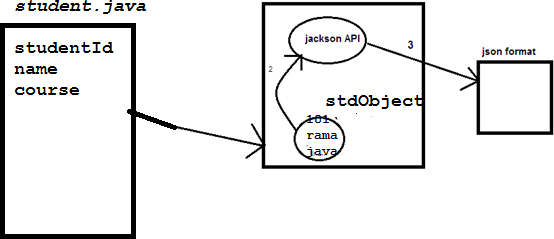 student.java
studentId
name
course
jackson API
2
3
stdObject
101
rama
java
json format